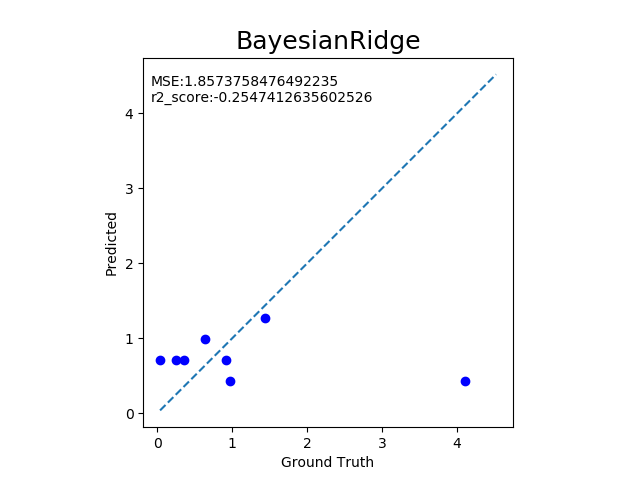 BayesianRidge
MSE:1.8573758476492235
r2_score:-0.2547412635602526
4
3
2
1
0
Predicted
0 1 2 3 4
Ground Truth